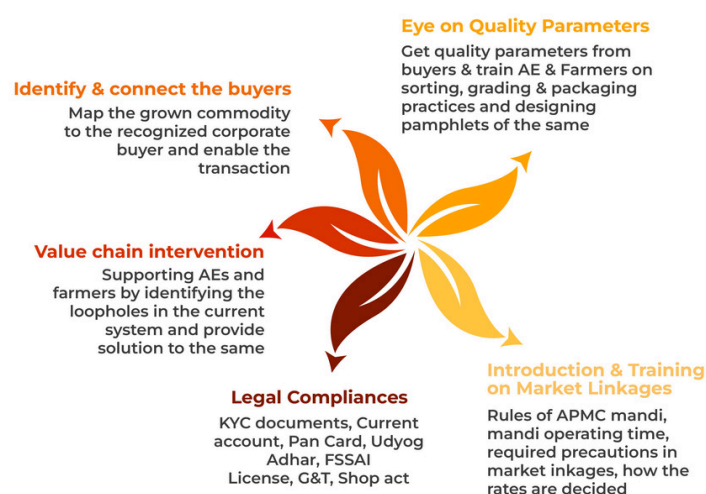 Eye on Quality Parameters
Get quality parameters from
buyers & train AE & Farmers on
sorting, grading & packaging
practices and designing
pamphlets of the same
Identify & connect the buyers
Map the grown commodity
to the recognized corporate
buyer and enable the
transaction
Value chain intervention
Supporting AEs and
farmers by identifying the
loopholes in the current
system and provide
solution to the same
Legal Compliances
KYC documents, Current
account, Pan Card, Udyog
Adhar, FSSAI
License, G&T, Shop act
Introduction & Training
on Market Linkages
Rules of APMC mandi,
mandi operating time,
required precautions in
market inkages, how the
rates are decided